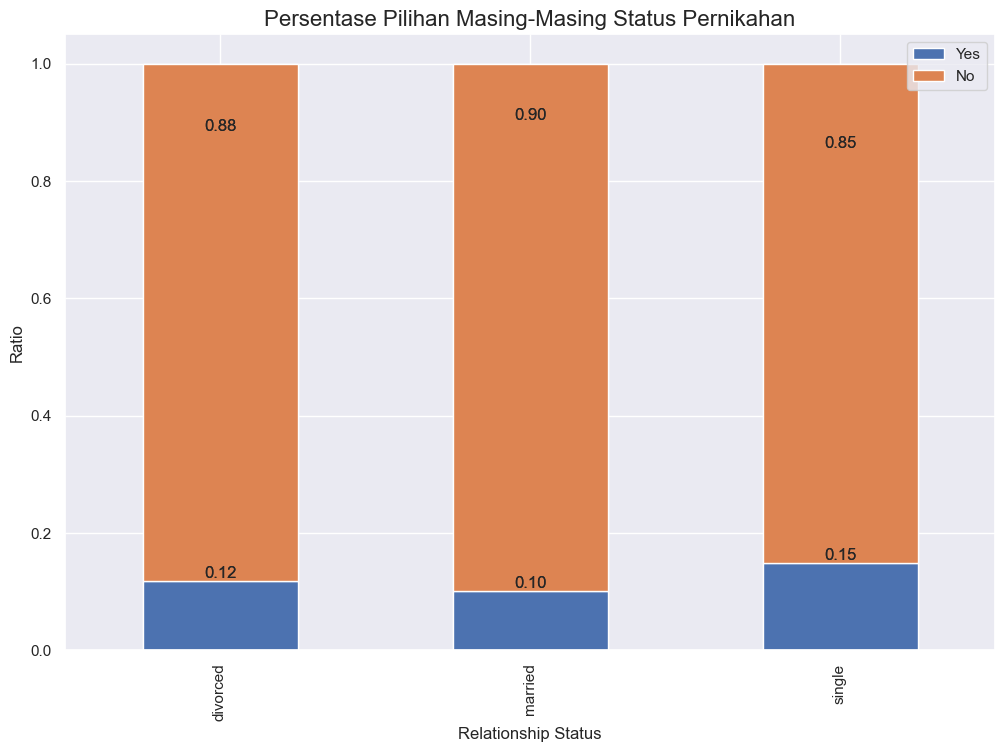 Persentase Pilihan Masing-Masing Status Pernikahan
Yes
No
1.0
0.8
0.6
0.4
0.2
0.0
Ratio
0.88
0.90
0.85
0.12
0.10
0.15
divorced
married
single
Relationship Status